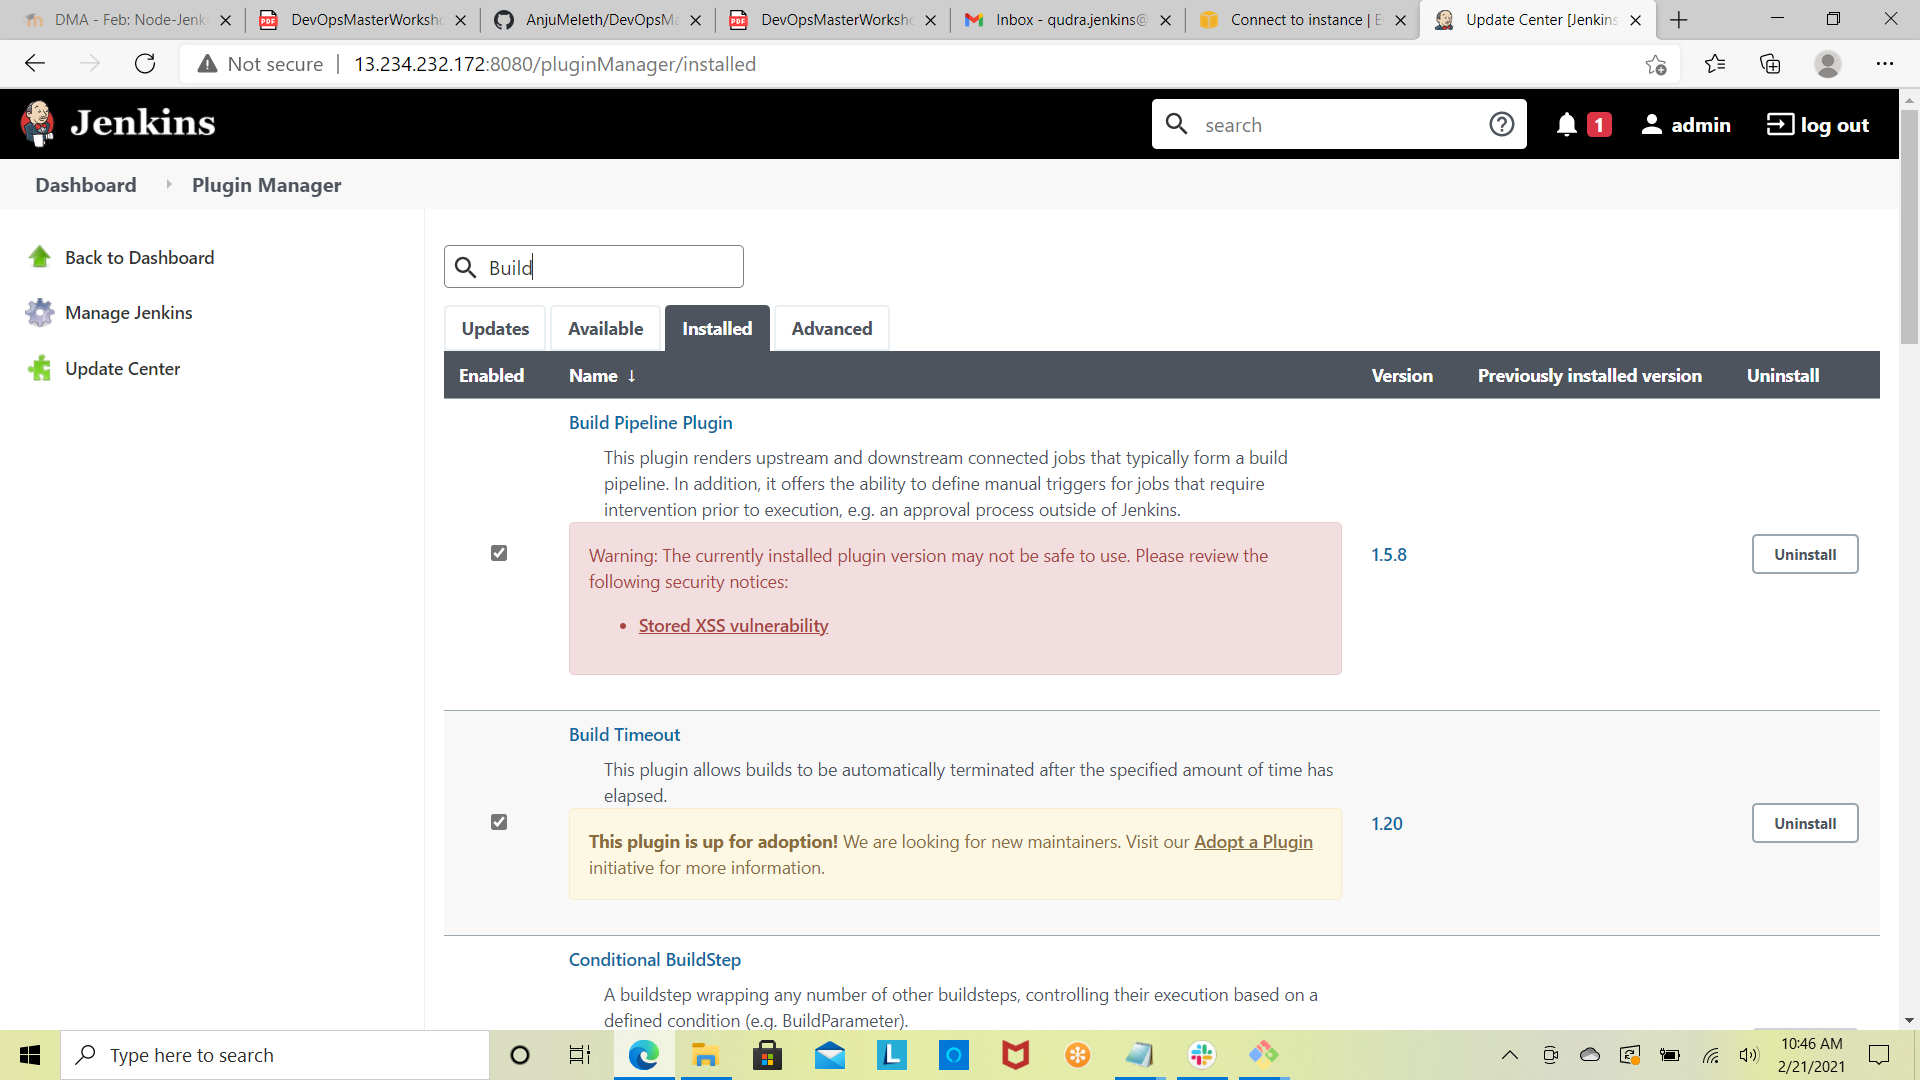 DMA - Feb: Node-Jenk
DevOpsMasterWorksho
AnjuMeleth/DevOpsMa
DevOpsMasterWorksho
Inbox - qudra.jenkins@
Connect to instance | E
Update Center [Jenkins
Not secure | 13.234.232.172:8080/pluginManager/installed
Jenkins
search
1
admin
log out
Dashboard
Plugin Manager
Back to Dashboard
Manage Jenkins
Update Center
Build
Updates
Available
Installed
Advanced
Enabled
Name ↓
Version
Previously installed version
Uninstall
Build Pipeline Plugin
This plugin renders upstream and downstream connected jobs that typically form a build
pipeline. In addition, it offers the ability to define manual triggers for jobs that require
intervention prior to execution, e.g. an approval process outside of Jenkins.
Warning: The currently installed plugin version may not be safe to use. Please review the
following security notices:
• Stored XSS vulnerability
1.5.8
Uninstall
Build Timeout
This plugin allows builds to be automatically terminated after the specified amount of time has
elapsed.
This plugin is up for adoption! We are looking for new maintainers. Visit our Adopt a Plugin
initiative for more information.
1.20
Uninstall
Conditional BuildStep
A buildstep wrapping any number of other buildsteps, controlling their execution based on a
defined condition (e.g. BuildParameter).
Type here to search
10:46 AM
2/21/2021